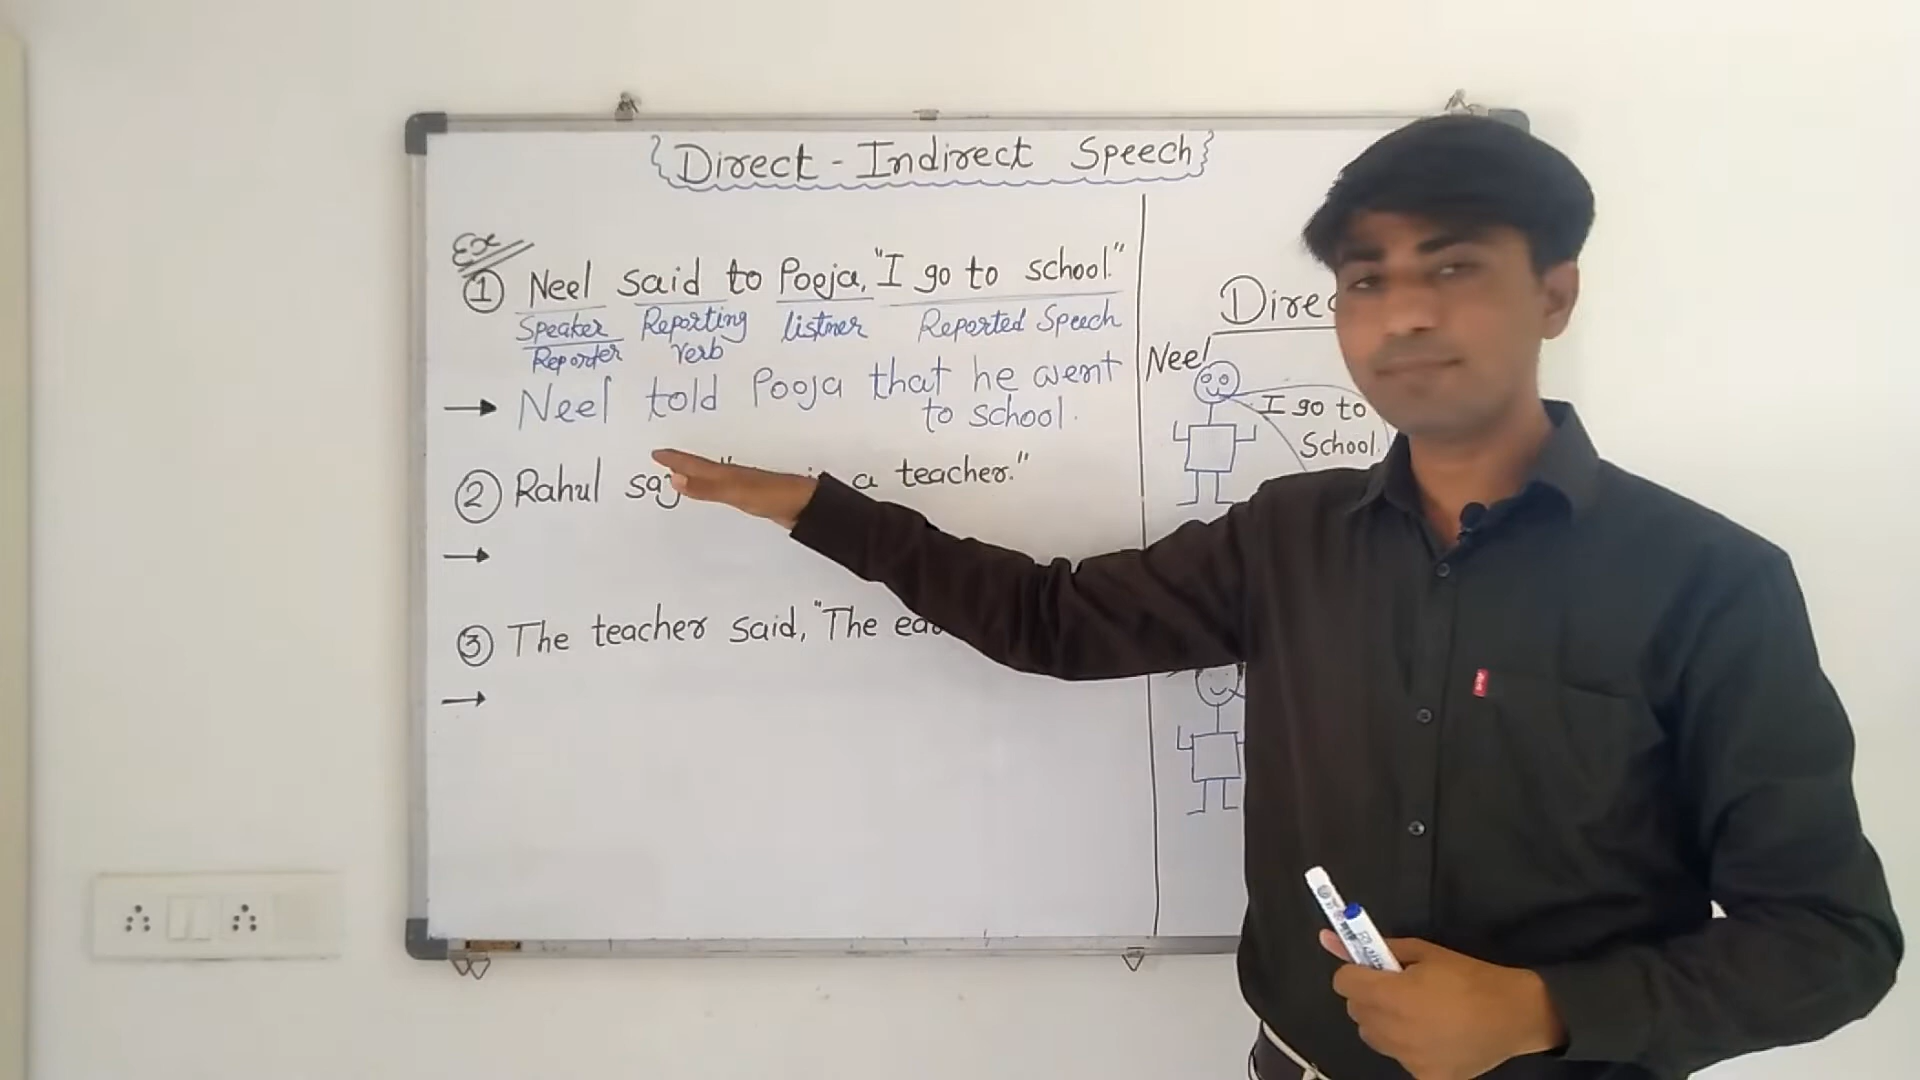 Direct - Indirect Speech
Ex
① Neel said to Pooja, "I go to school."
Speaker Reporting listner Reported Speech
Reporter verb
→ Neel told Pooja that he went
to school.
② Rahul a teacher."
→
③ The teacher said, "The
→
Neel
I go to
School.